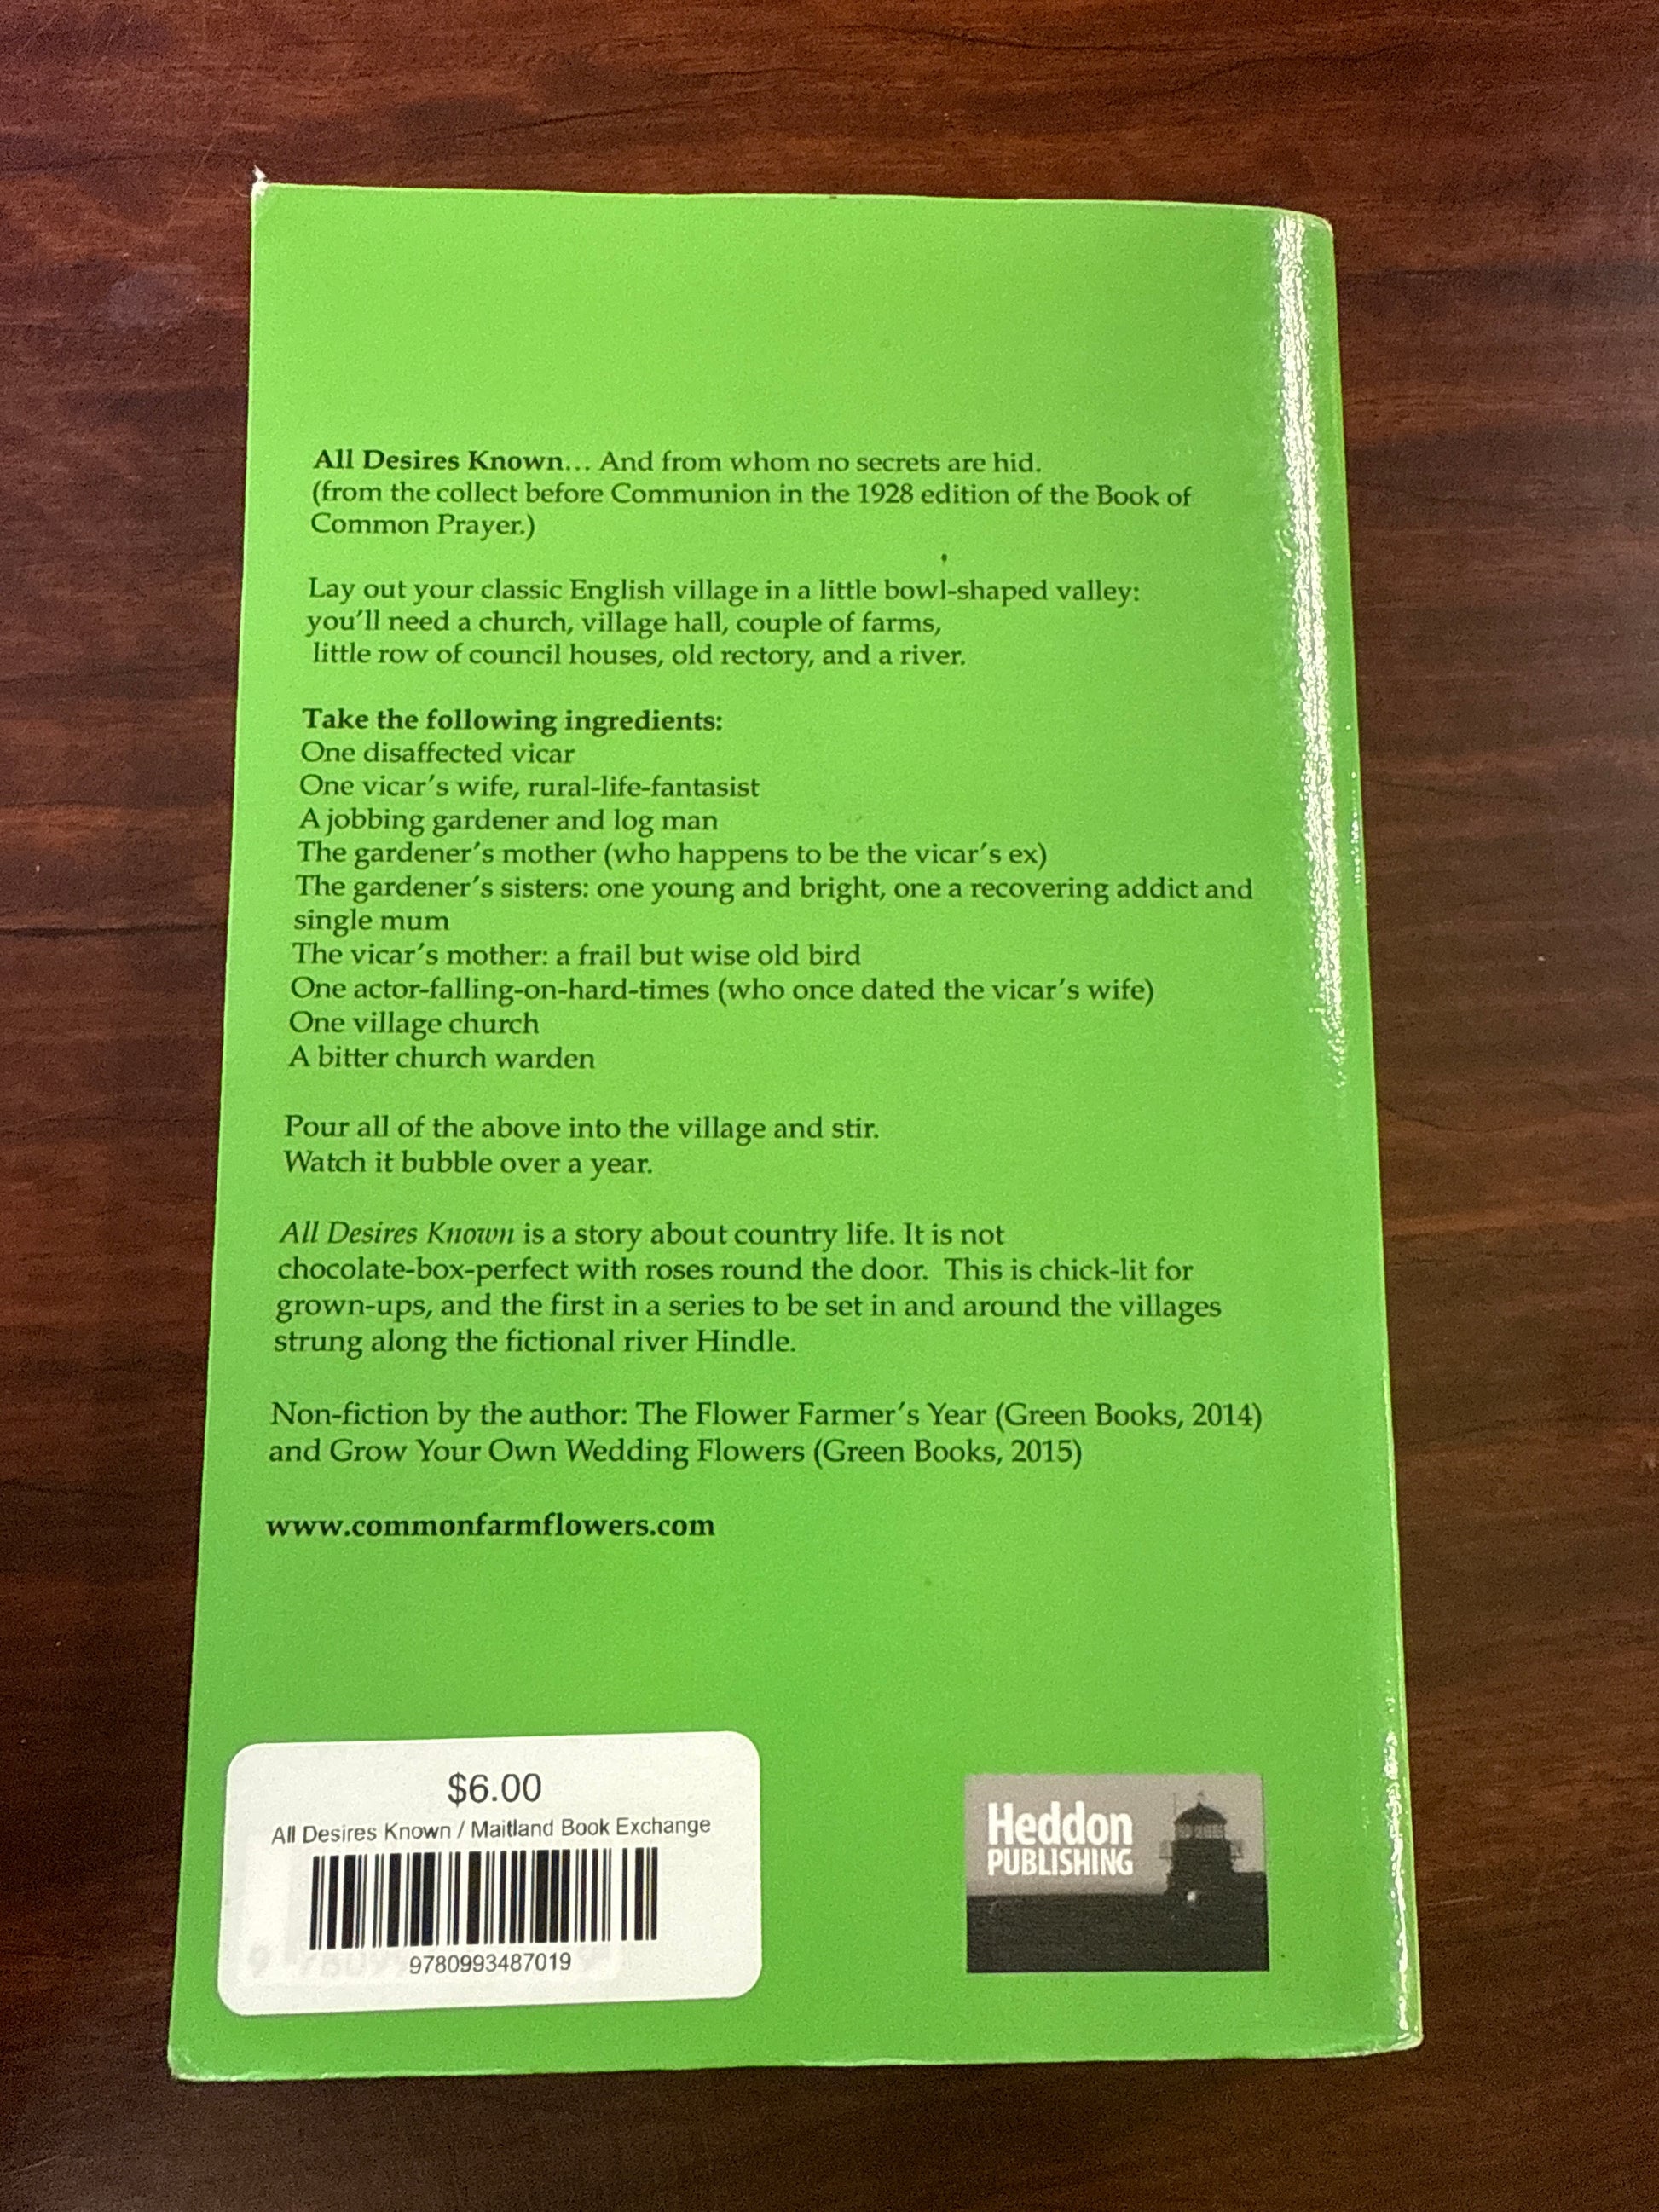 All Desires Known... And from whom no secrets are hid.
(from the collect before Communion in the 1928 edition of the Book of
Common Prayer.)
Lay out your classic English village in a little bowl-shaped valley:
you'll need a church, village hall, couple of farms,
little row of council houses, old rectory, and a river.
Take the following ingredients:
One disaffected vicar
One vicar's wife, rural-life-fantasist
A jobbing gardener and log man
The gardener's mother (who happens to be the vicar's ex)
The gardener's sisters: one young and bright, one a recovering addict and
single mum
The vicar's mother: a frail but wise old bird
One actor-falling-on-hard-times (who once dated the vicar's wife)
One village church
A bitter church warden
Pour all of the above into the village and stir.
Watch it bubble over a year.
All Desires Known is a story about country life. It is not
chocolate-box-perfect with roses round the door. This is chick-lit for
grown-ups, and the first in a series to be set in and around the villages
strung along the fictional river Hindle.
Non-fiction by the author: The Flower Farmer's Year (Green Books, 2014)
and Grow Your Own Wedding Flowers (Green Books, 2015)
www.commonfarmflowers.com
$6.00
All Desires Known / Maitland Book Exchange
9780993487019
Heddon
PUBLISHING